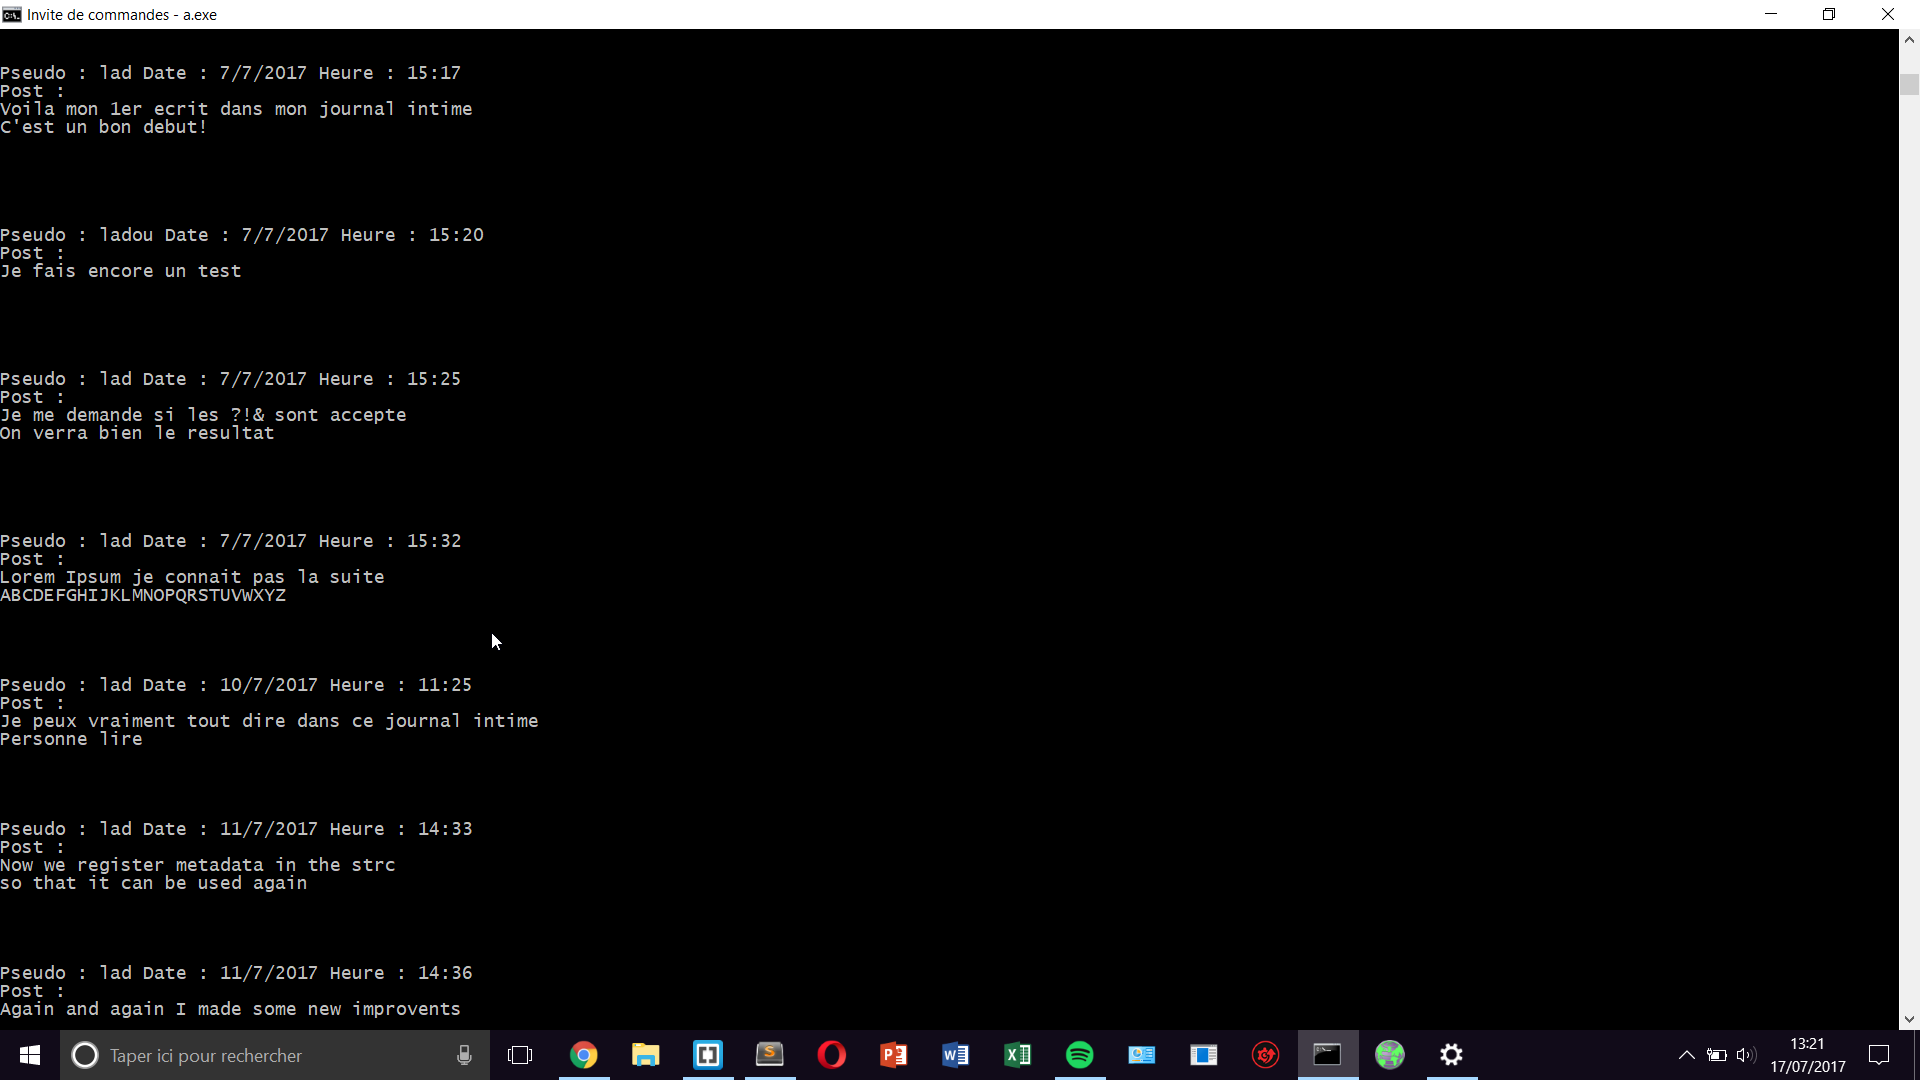 Invite de commandes - a.exe
Pseudo : lad Date : 7/7/2017 Heure : 15:17
Post :
Voila mon 1er ecrit dans mon journal intime
C'est un bon debut!
Pseudo : ladou Date : 7/7/2017 Heure : 15:20
Post :
Je fais encore un test
Pseudo : lad Date : 7/7/2017 Heure : 15:25
Post :
Je me demande si les ?!& sont accepte
On verra bien le resultat
Pseudo : lad Date : 7/7/2017 Heure : 15:32
Post :
Lorem Ipsum je connait pas la suite
ABCDEFGHIJKLMNOPQRSTUVWXYZ
Pseudo : lad Date : 10/7/2017 Heure : 11:25
Post :
Je peux vraiment tout dire dans ce journal intime
Personne lire
Pseudo : lad Date : 11/7/2017 Heure : 14:33
Post :
Now we register metadata in the strc
so that it can be used again
Pseudo : lad Date : 11/7/2017 Heure : 14:36
Post :
Again and again I made some new improvents
Taper ici pour rechercher
13:21
17/07/2017